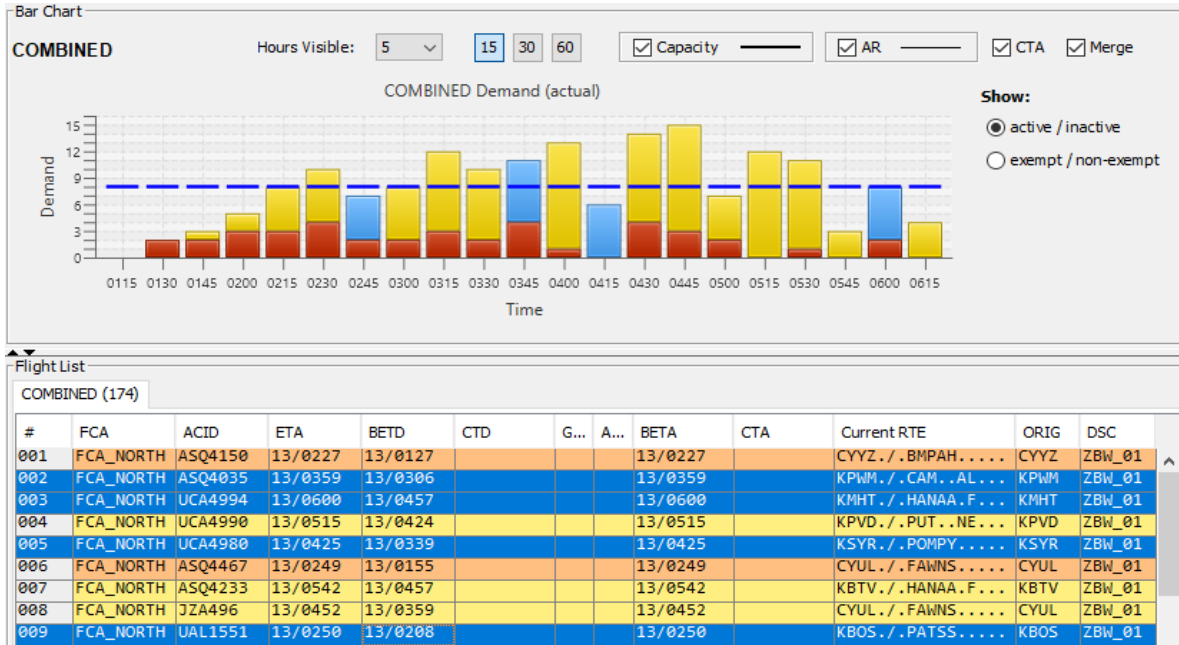 Bar Chart
COMBINED Hours Visible: 5 15 30 60 Capacity AR CTA Merge
COMBINED Demand (actual)
Show:
active / inactive
exempt / non-exempt
Demand
15
12
9
6
3
0
0115 0130 0145 0200 0215 0230 0245 0300 0315 0330 0345 0400 0415 0430 0445 0500 0515 0530 0545 0600 0615
Time
Flight List
COMBINED (174)
# FCA ACID ETA BETD CTD G... A... BETA CTA Current RTE ORIG DSC
001 FCA_NORTH ASQ4150 13/0227 13/0127 13/0227 CYYZ./.BMPAH..... CYYZ ZBW_01
002 FCA_NORTH ASQ4035 13/0359 13/0306 13/0359 KPWM./.CAM..AL... KPWM ZBW_01
003 FCA_NORTH UCA4994 13/0600 13/0457 13/0600 KMHT./.HANAA.F... KMHT ZBW_01
004 FCA_NORTH UCA4990 13/0515 13/0424 13/0515 KPVD./.PUT..NE... KPVD ZBW_01
005 FCA_NORTH UCA4980 13/0425 13/0339 13/0425 KSYR./.POMPY..... KSYR ZBW_01
006 FCA_NORTH ASQ4467 13/0249 13/0155 13/0249 CYUL./.FAWNS..... CYUL ZBW_01
007 FCA_NORTH ASQ4233 13/0542 13/0457 13/0542 KBTV./.HANAA.F... KBTV ZBW_01
008 FCA_NORTH JZA496 13/0452 13/0359 13/0452 CYUL./.FAWNS..... CYUL ZBW_01
009 FCA_NORTH UAL1551 13/0250 13/0208 13/0250 KBOS./.PATSS..... KBOS ZBW_01